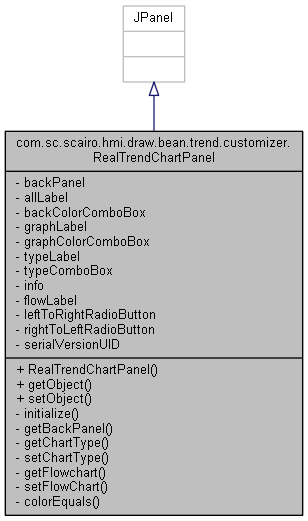 JPanel
com.sc.scairo.hmi.draw.bean.trend.customizer.
RealTrendChartPanel
- backPanel
- allLabel
- backColorComboBox
- graphLabel
- graphColorComboBox
- typeLabel
- typeComboBox
- info
- flowLabel
- leftToRightRadioButton
- rightToLeftRadioButton
- serialVersionUID
+ RealTrendChartPanel()
+ getObject()
+ setObject()
- initialize()
- getBackPanel()
- getChartType()
- setChartType()
- getFlowchart()
- setFlowChart()
- colorEquals()